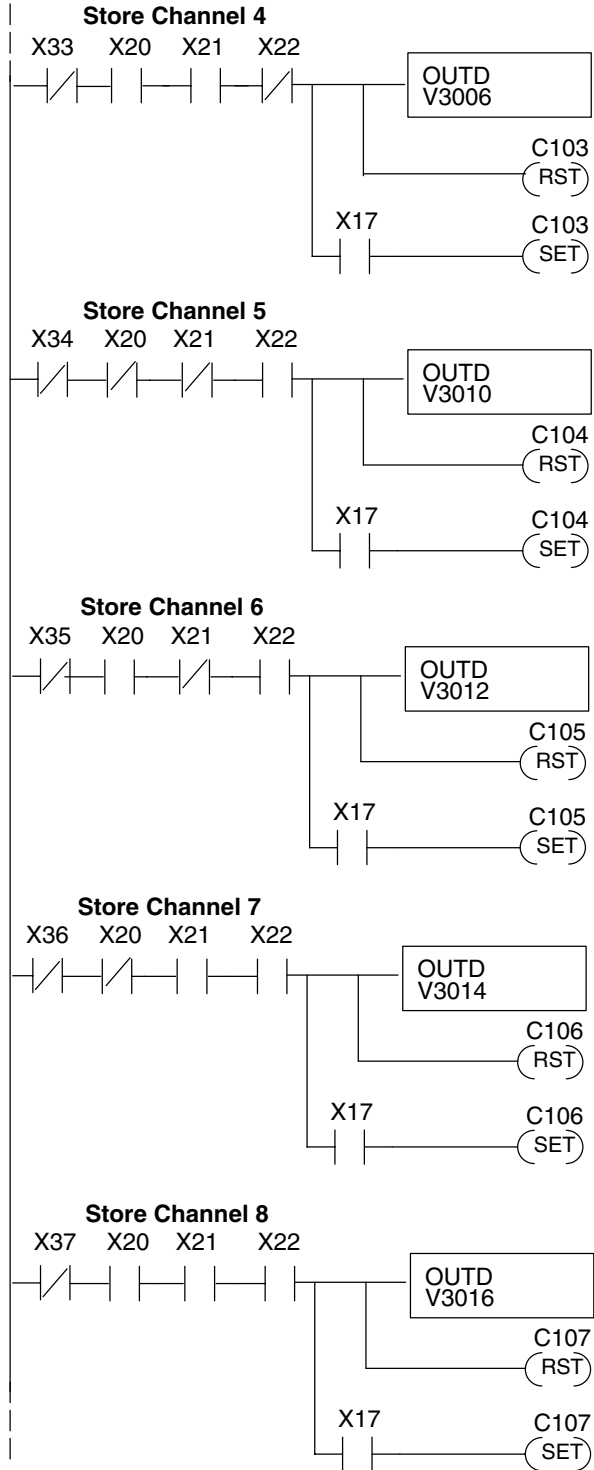 Store Channel 4
X33 X20 X21 X22
OUTD
V3006
C103
RST
X17 C103
SET
Store Channel 5
X34 X20 X21 X22
OUTD
V3010
C104
RST
X17 C104
SET
Store Channel 6
X35 X20 X21 X22
OUTD
V3012
C105
RST
X17 C105
SET
Store Channel 7
X36 X20 X21 X22
OUTD
V3014
C106
RST
X17 C106
SET
Store Channel 8
X37 X20 X21 X22
OUTD
V3016
C107
RST
X17 C107
SET